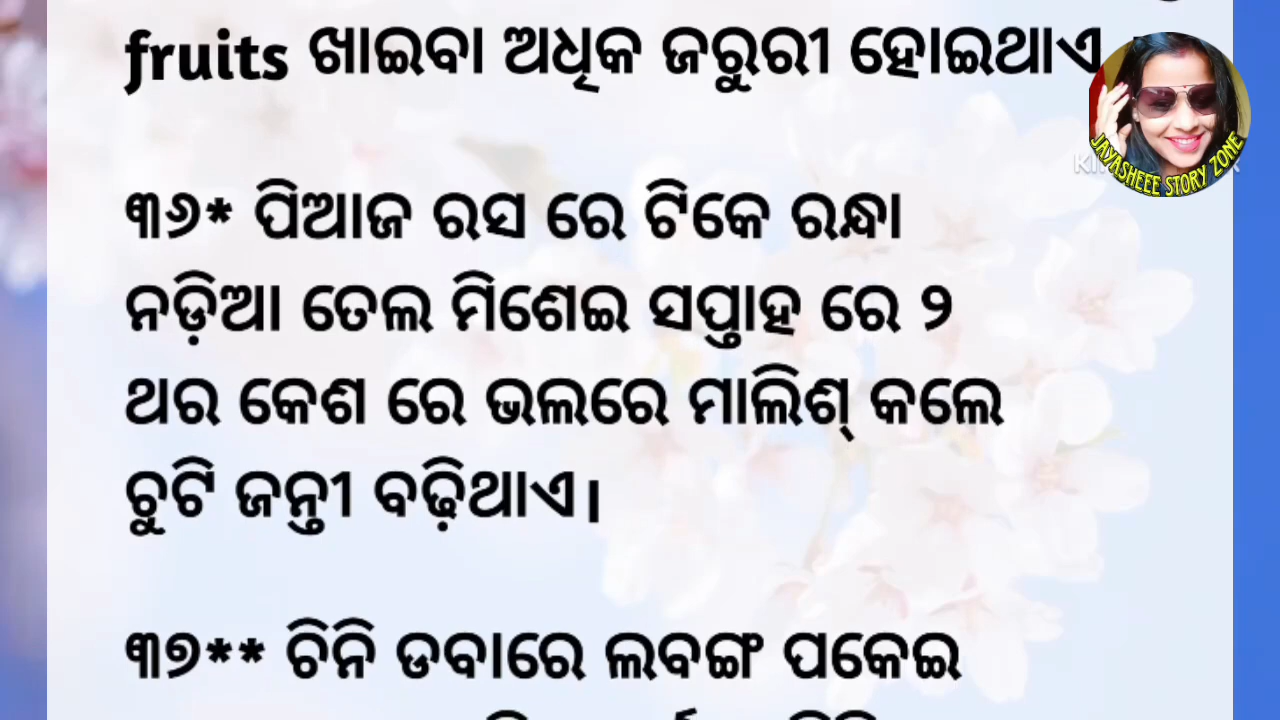 fruits ଖାଇବା ଅଧିକ ଜରୁରୀ ହୋଇଥାଏ
JAYASHEEE STORY ZONE
୩୬* ପିଆଜ ରସ ରେ ଟିକେ ରନ୍ଧା
ନଡ଼ିଆ ତେଲ ମିଶେଇ ସପ୍ତାହ ରେ ୨
ଥର କେଶ ରେ ଭଲରେ ମାଲିଶ୍ କଲେ
ଚୁଟି ଜନ୍ତୀ ବଢ଼ିଥାଏ।
୩୭** ଚିନି ଡବାରେ ଲବଙ୍ଗ ପକେଇ